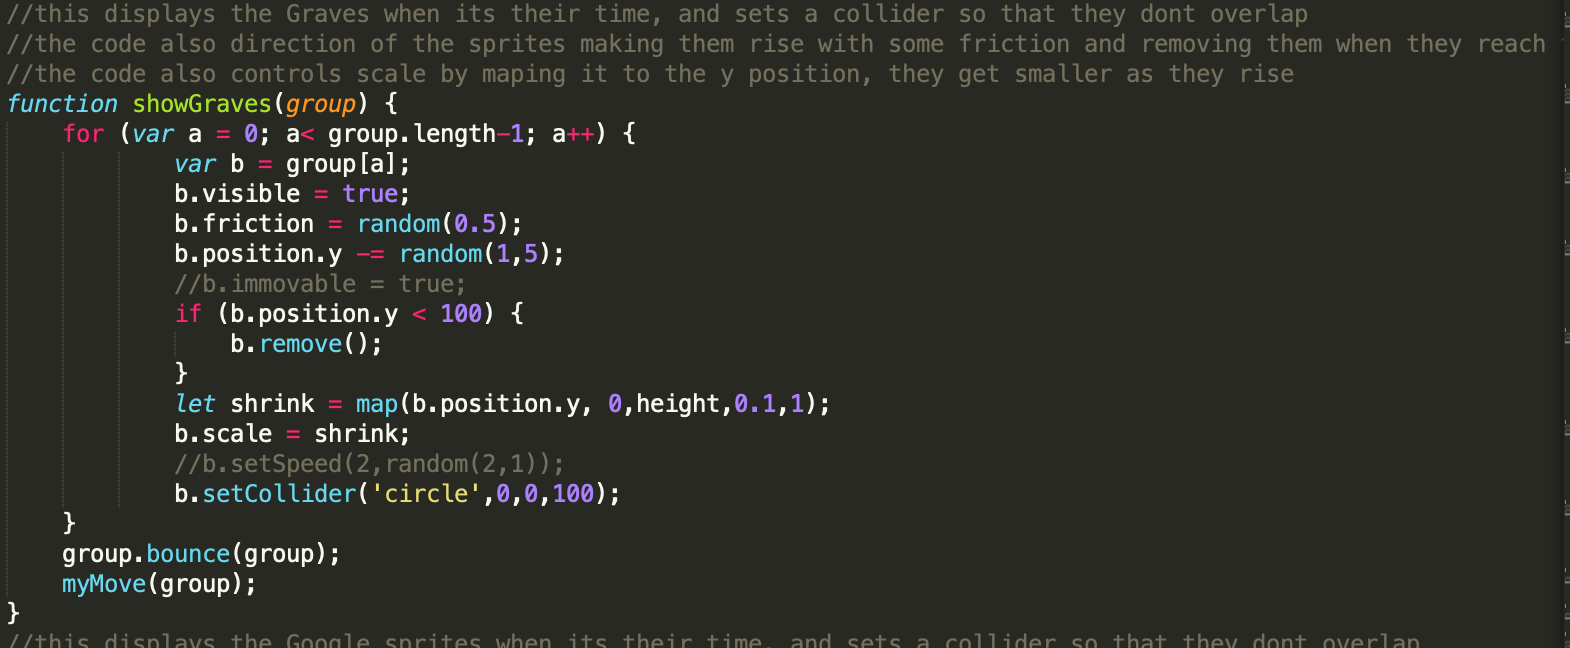 //this displays the Graves when its their time, and sets a collider so that they dont overlap
//the code also direction of the sprites making them rise with some friction and removing them when they reach
//the code also controls scale by maping it to the y position, they get smaller as they rise
function showGraves(group) {
    for (var a = 0; a< group.length-1; a++) {
            var b = group[a];
            b.visible = true;
            b.friction = random(0.5);
            b.position.y -= random(1,5);
            //b.immovable = true;
            if (b.position.y < 100) {
                b.remove();
            }
            let shrink = map(b.position.y, 0,height,0.1,1);
            b.scale = shrink;
            //b.setSpeed(2,random(2,1));
            b.setCollider('circle',0,0,100);
    }
    group.bounce(group);
    myMove(group);
}
//this displays the Google sprites when its their time, and sets a collider so that they dont overlap